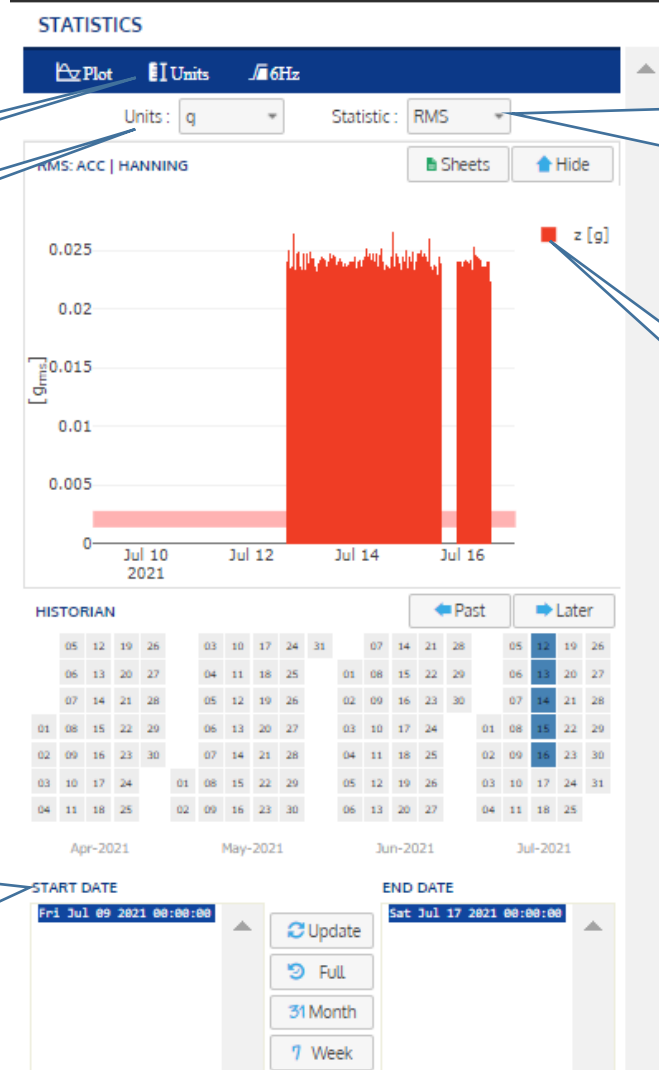 STATISTICS
Plot Units 6Hz
Units : g Statistic : RMS
RMS: ACC | HANNING Sheets Hide
z [g]
0.025
0.02
0.015
0.01
0.005
0
[ grms]
Jul 10 Jul 12 Jul 14 Jul 16
2021
HISTORIAN Past Later
05 12 19 26 03 10 17 24 31 07 14 21 28 05 12 19 26
06 13 20 27 04 11 18 25 01 08 15 22 29 06 13 20 27
07 14 21 28 05 12 19 26 02 09 16 23 30 07 14 21 28
01 08 15 22 29 06 13 20 27 03 10 17 24 01 08 15 22 29
02 09 16 23 30 07 14 21 28 04 11 18 25 02 09 16 23 30
03 10 17 24 01 08 15 22 29 05 12 19 26 03 10 17 24 31
04 11 18 25 02 09 16 23 30 06 13 20 27 04 11 18 25
Apr-2021 May-2021 Jun-2021 Jul-2021
START DATE END DATE
Fri Jul 09 2021 00:00:00 Sat Jul 17 2021 00:00:00
Update
Full
31 Month
7 Week